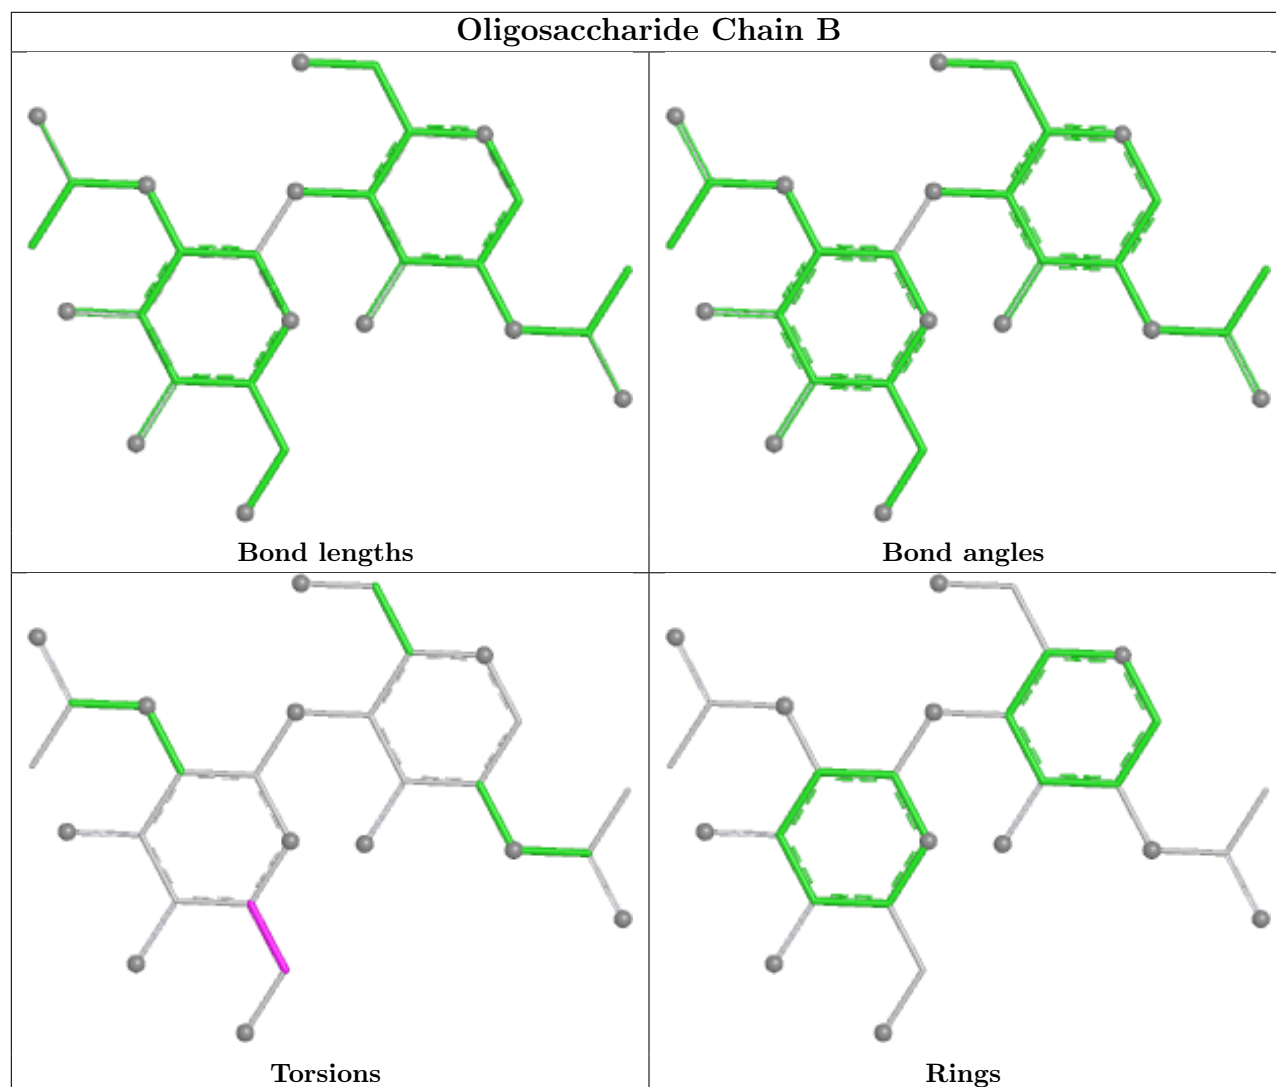 Oligosaccharide Chain B
Bond lengths
Bond angles
Torsions
Rings